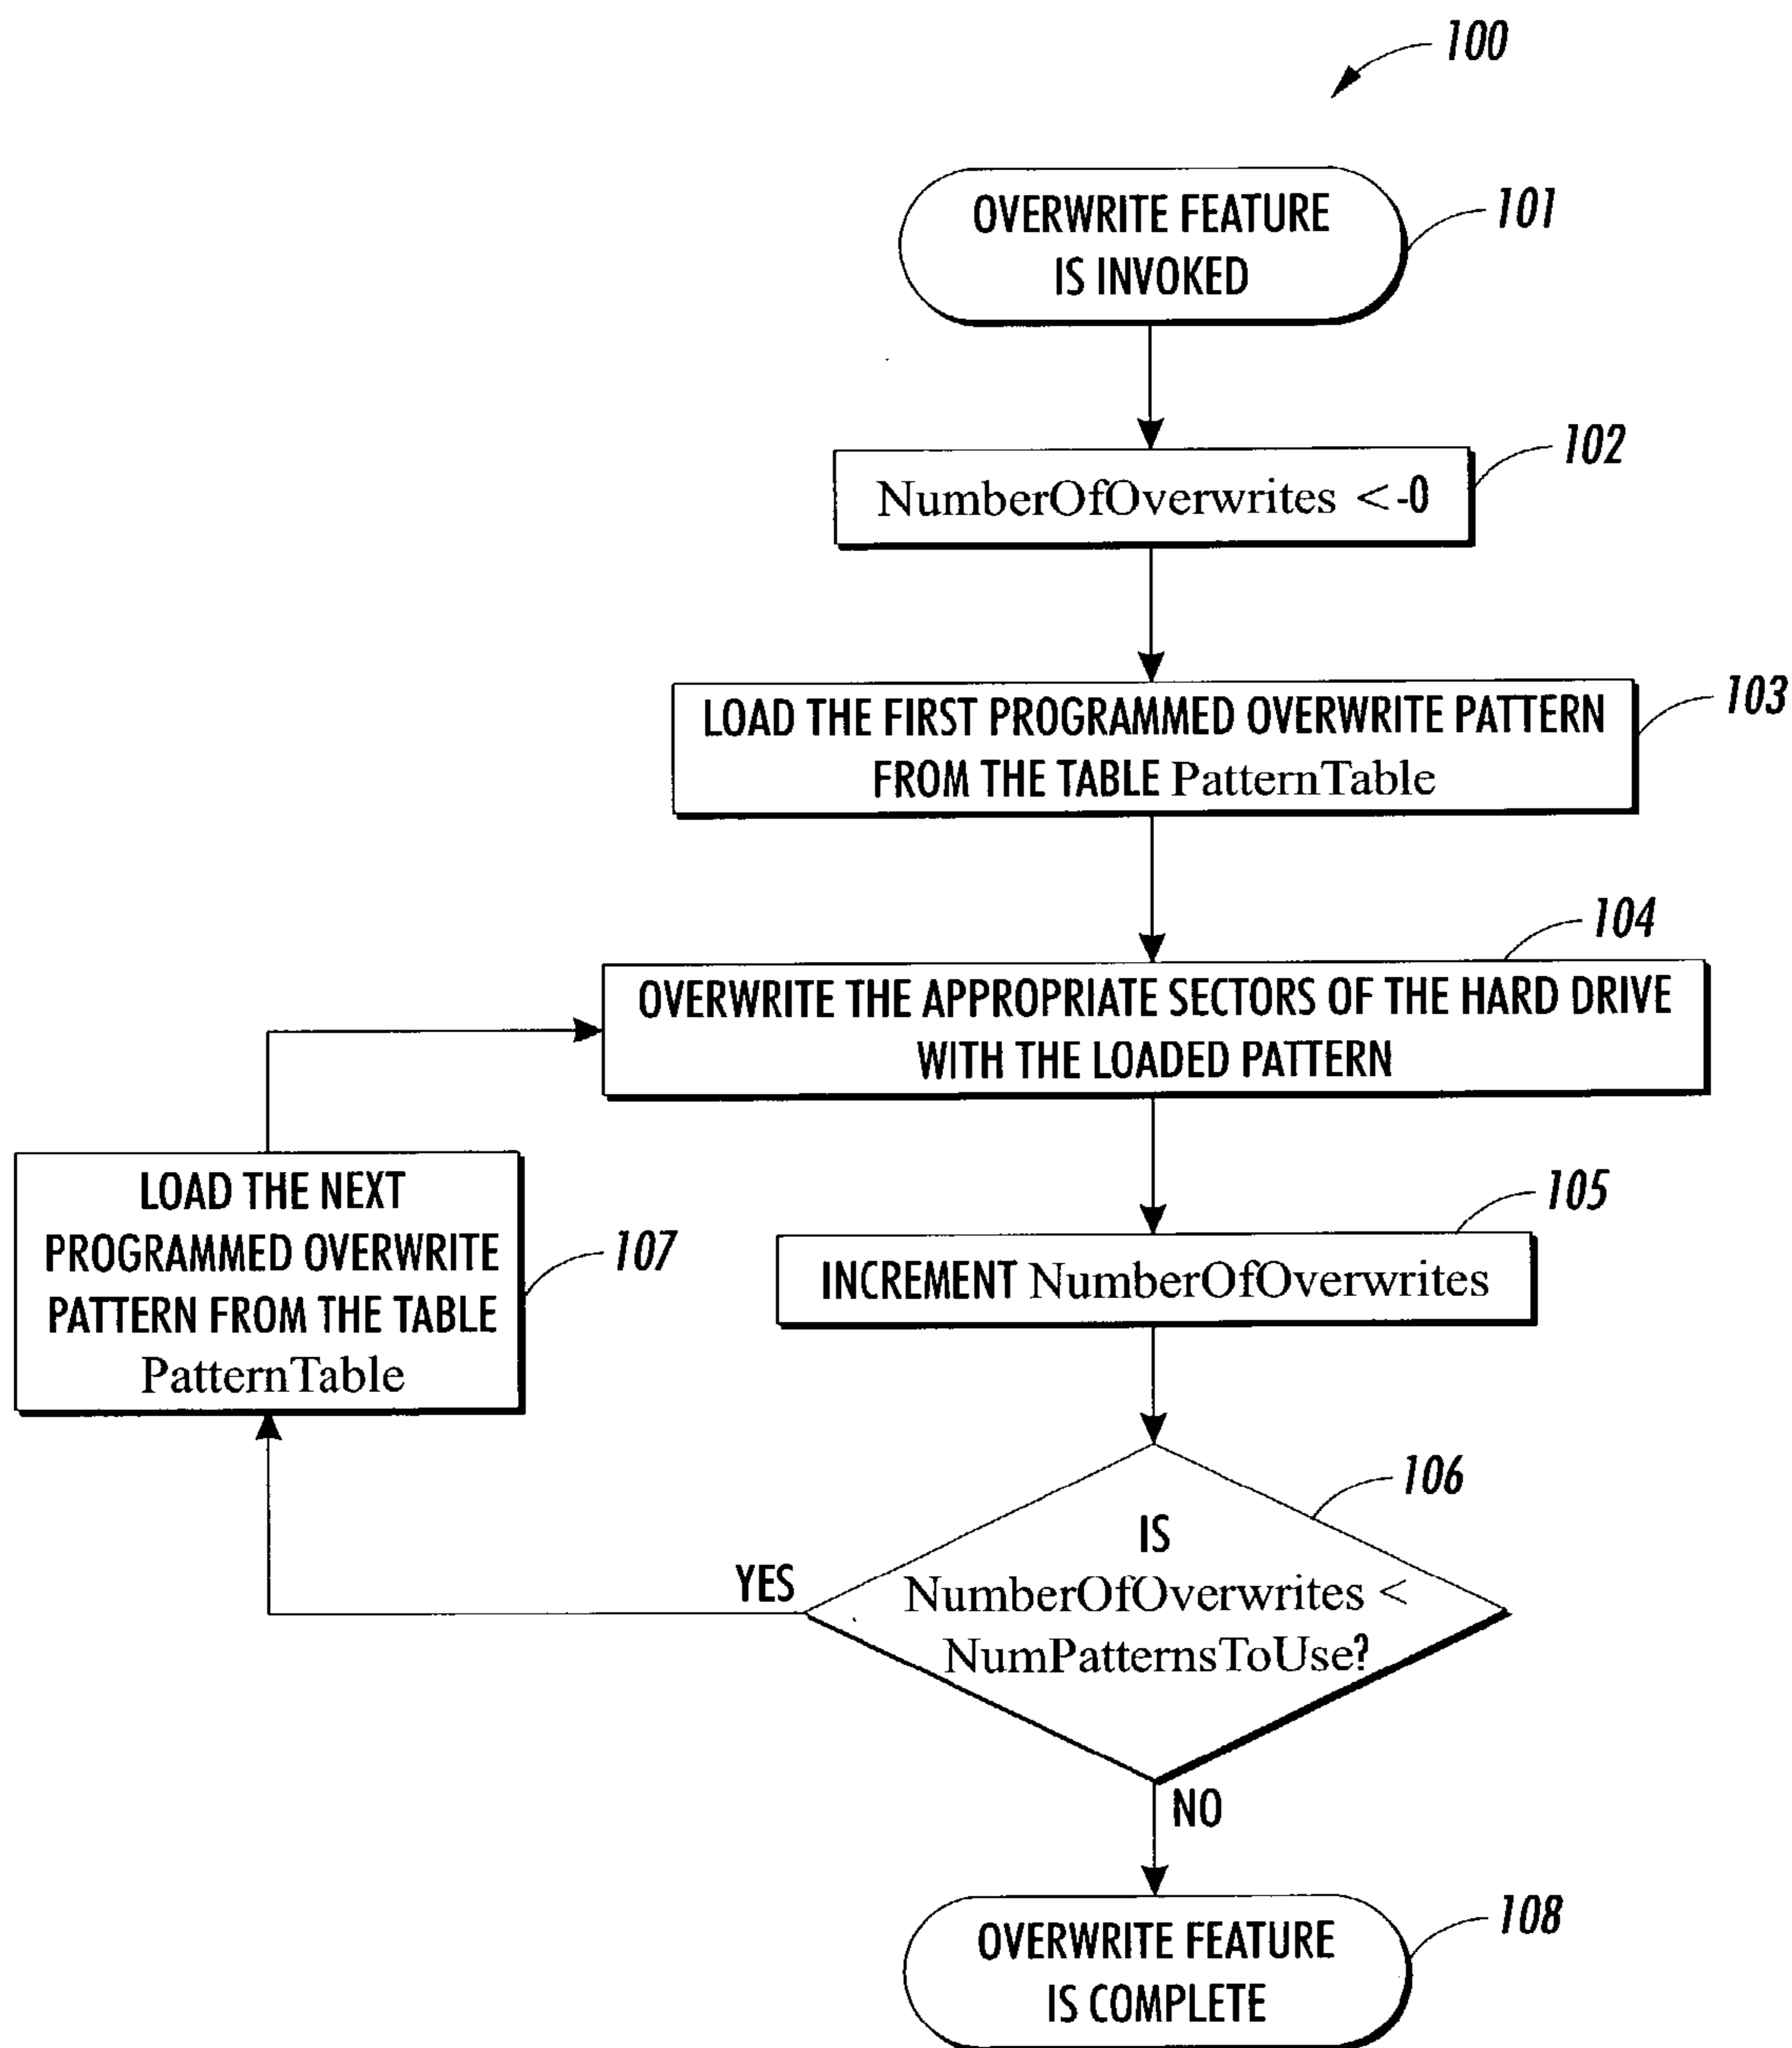 100
OVERWRITE FEATURE
IS INVOKED
101
NumberOfOverwrites <-0
102
LOAD THE FIRST PROGRAMMED OVERWRITE PATTERN
FROM THE TABLE PatternTable
103
104
OVERWRITE THE APPROPRIATE SECTORS OF THE HARD DRIVE
WITH THE LOADED PATTERN
LOAD THE NEXT
PROGRAMMED OVERWRITE
PATTERN FROM THE TABLE
PatternTable
107
105
INCREMENT NumberOfOverwrites
106
IS
NumberOfOverwrites <
NumPatternsToUse?
YES
NO
OVERWRITE FEATURE
IS COMPLETE
108